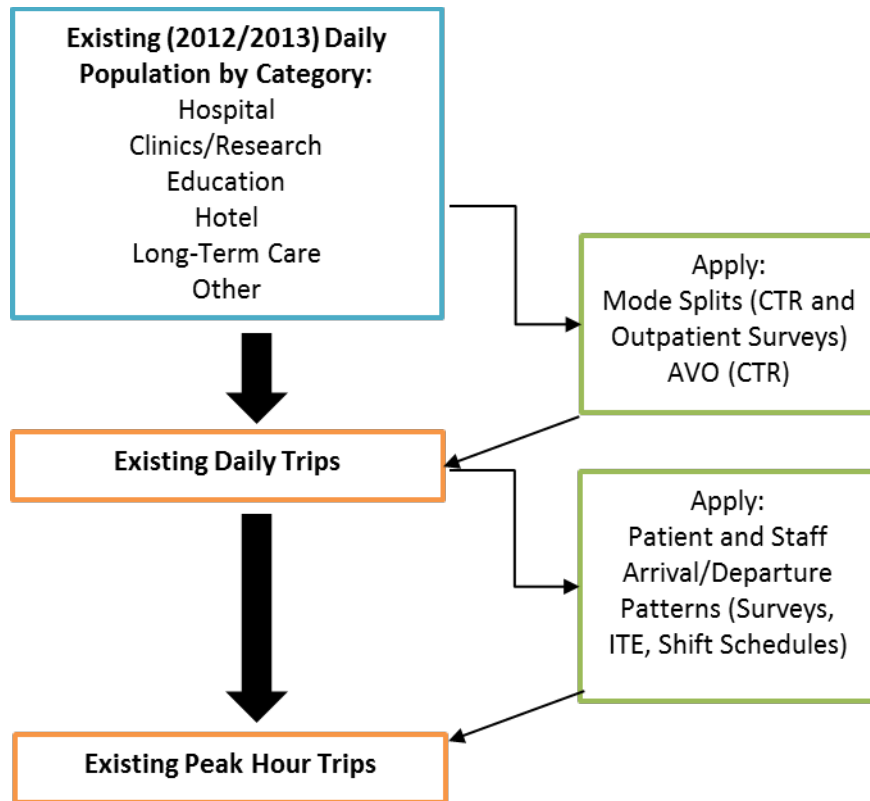 Existing (2012/2013) Daily
Population by Category:
Hospital
Clinics/Research
Education
Hotel
Long-Term Care
Other
Apply:
Mode Splits (CTR and
Outpatient Surveys)
AVO (CTR)
Existing Daily Trips
Apply:
Patient and Staff
Arrival/Departure
Patterns (Surveys,
ITE, Shift Schedules)
Existing Peak Hour Trips